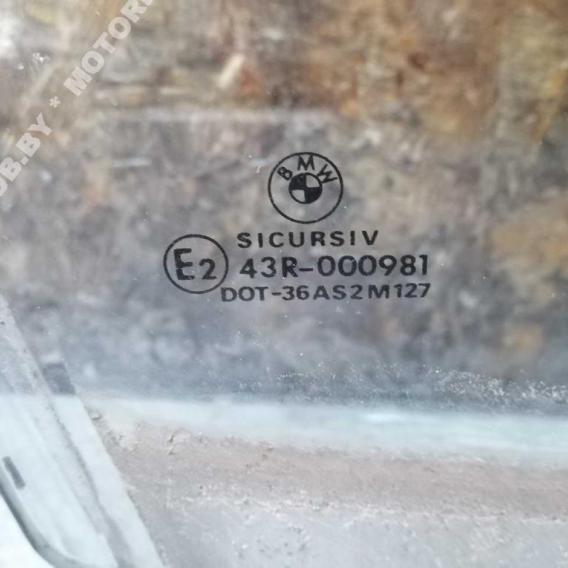 BMW
SICURSIV
E2 43R-000981
DOT-36AS2M127